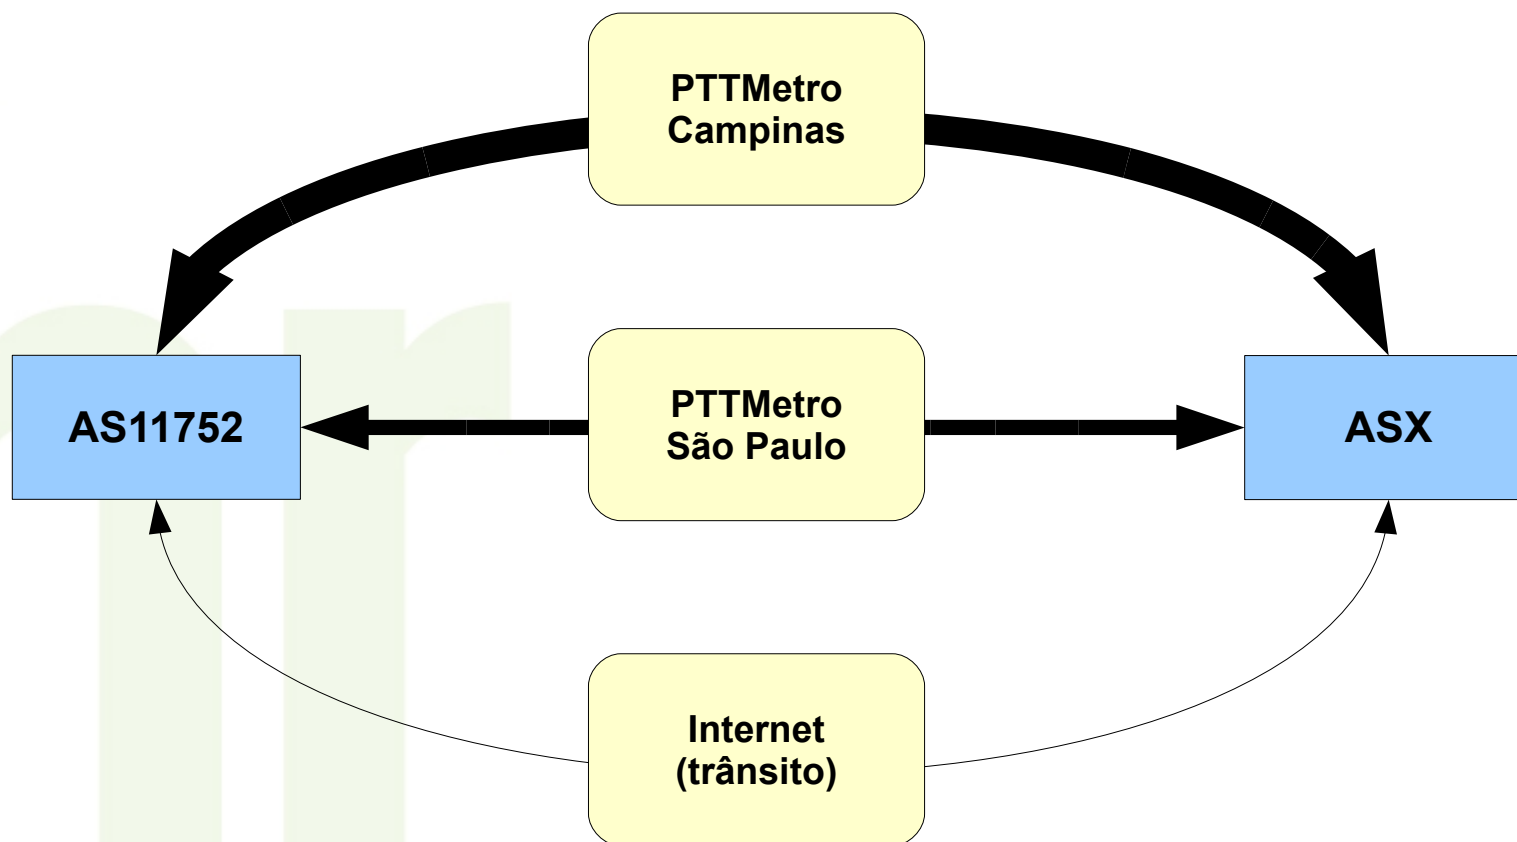 PTTMetro
Campinas
AS11752
PTTMetro
São Paulo
ASX
Internet
(trânsito)